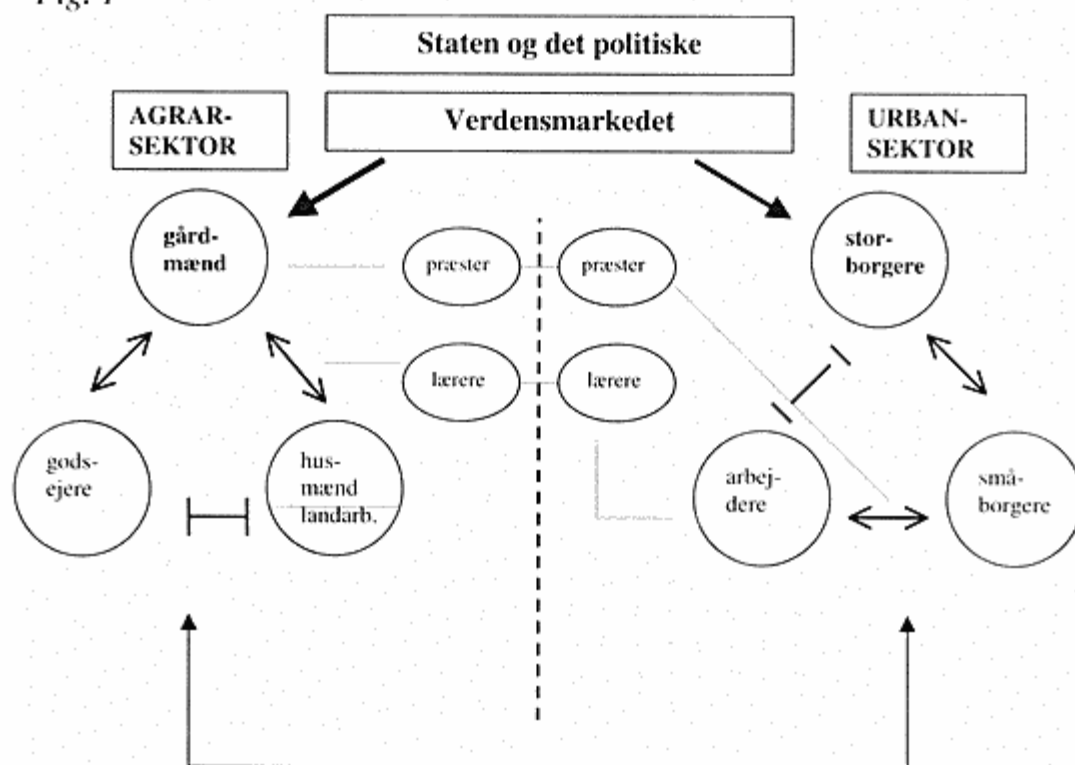 Staten og det politiske
AGRAR-
SEKTOR
Verdensmarkedet
URBAN-
SEKTOR
gård-
mænd
præster
præster
stor-
borgere
lærere
lærere
gods-
ejere
hus-
mænd
landarb.
arbej-
dere
små-
borgere